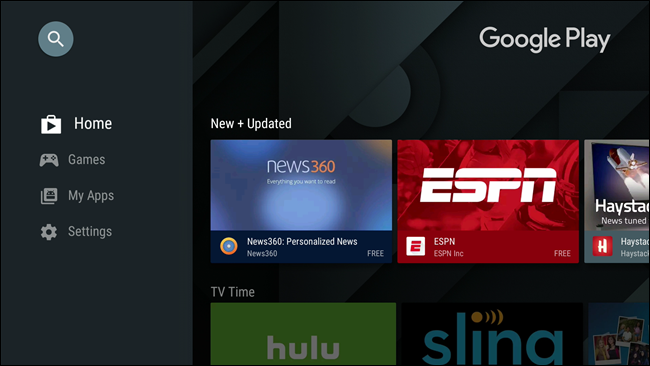 Google Play
Home
Games
My Apps
Settings
New + Updated
news360
Everything you want to read
News360: Personalized News
News360
FREE
ESPN
ESPN
ESPN Inc
FREE
Haystac
News tuned
Haystac
Haystack
TV Time
hulu
sling